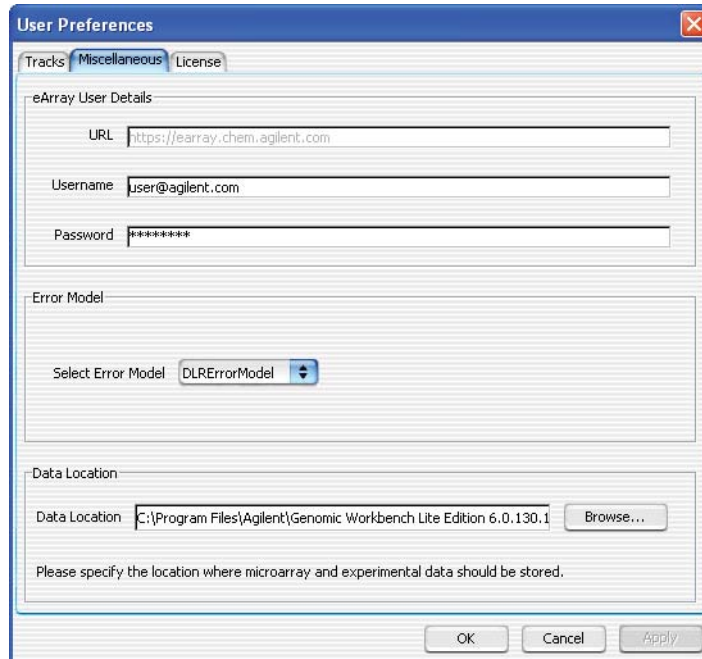 User Preferences
Tracks Miscellaneous License
eArray User Details
URL https://earray.chem.agilent.com
Username user@agilent.com
Password ********
Error Model
Select Error Model DLRErrorModel
Data Location
Data Location C:\Program Files\Agilent\Genomic Workbench Lite Edition 6.0.130.1 Browse...
Please specify the location where microarray and experimental data should be stored.
OK Cancel Apply